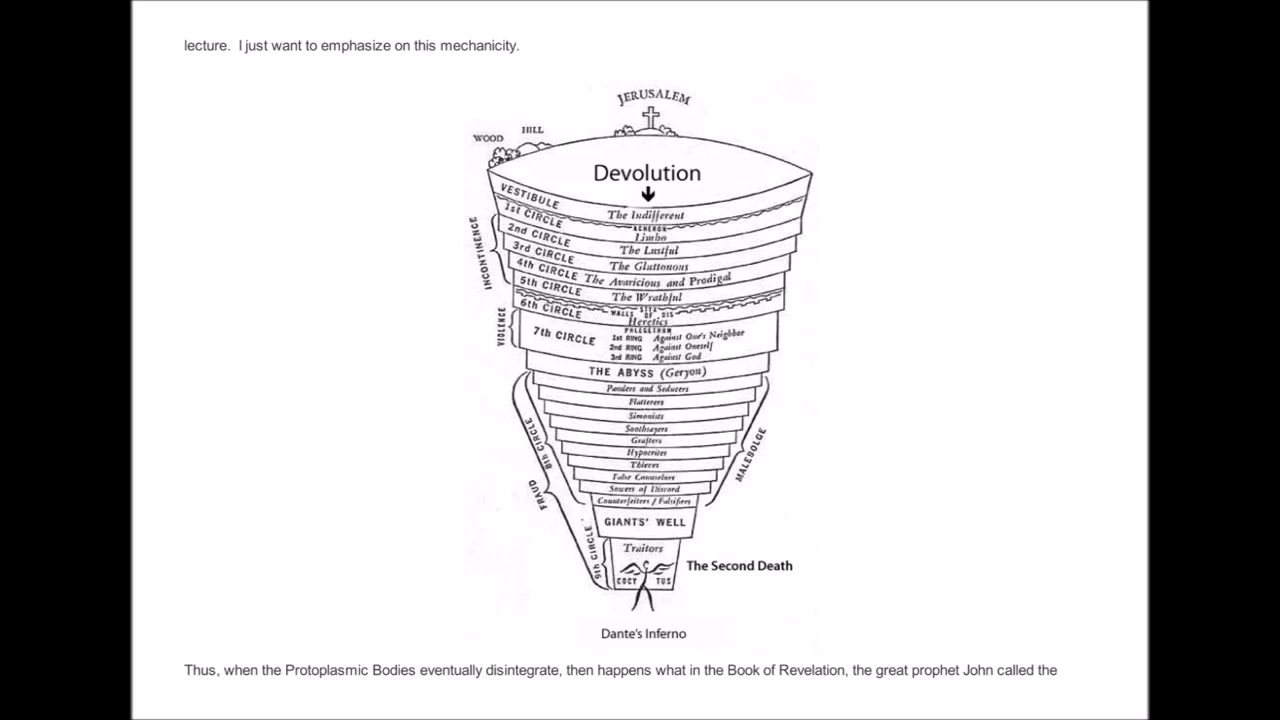 lecture.  I just want to emphasize on this mechanicity.
JERUSALEM
HILL
WOOD
Devolution
VESTIBULE
The Indifferent
1st CIRCLE
ACHERON
Limbo
2nd CIRCLE
The Lustful
3rd CIRCLE
The Gluttonous
4th CIRCLE The Avaricious and Prodigal
5th CIRCLE
The Wrathful
STYX
6th CIRCLE
WALLS OF DIS
Heretics
INCONTINENCE
VIOLENCE
PHLEGETHON
7th CIRCLE
1st RING Against One's Neighbor
2nd RING Against Oneself
3rd RING Against God
THE ABYSS (Geryon)
Panders and Seducers
Flatterers
Simonists
Soothsayers
Grafters
Hypocrites
Thieves
False Counselors
Sowers of Discord
Counterfeiters / Falsifiers
8th CIRCLE
MALEBOLGE
FRAUD
GIANTS' WELL
9th CIRCLE
Traitors
COCY TUS
The Second Death
Dante's Inferno
Thus, when the Protoplasmic Bodies eventually disintegrate, then happens what in the Book of Revelation, the great prophet John called the